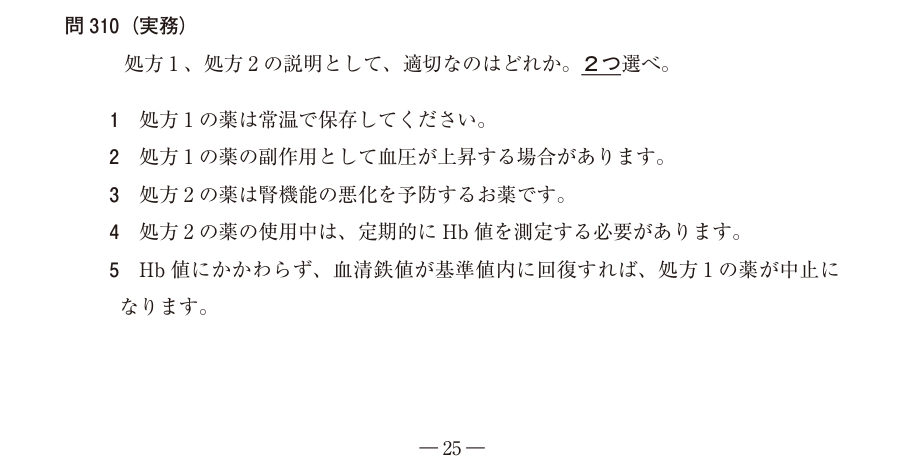 問 310（実務）
処方１、処方２の説明として、適切なのはどれか。２つ選べ。
1　処方１の薬は常温で保存してください。
2　処方１の薬の副作用として血圧が上昇する場合があります。
3　処方２の薬は腎機能の悪化を予防するお薬です。
4　処方２の薬の使用中は、定期的に Hb 値を測定する必要があります。
5　Hb 値にかかわらず、血清鉄値が基準値内に回復すれば、処方１の薬が中止に
なります。
― 25 ―